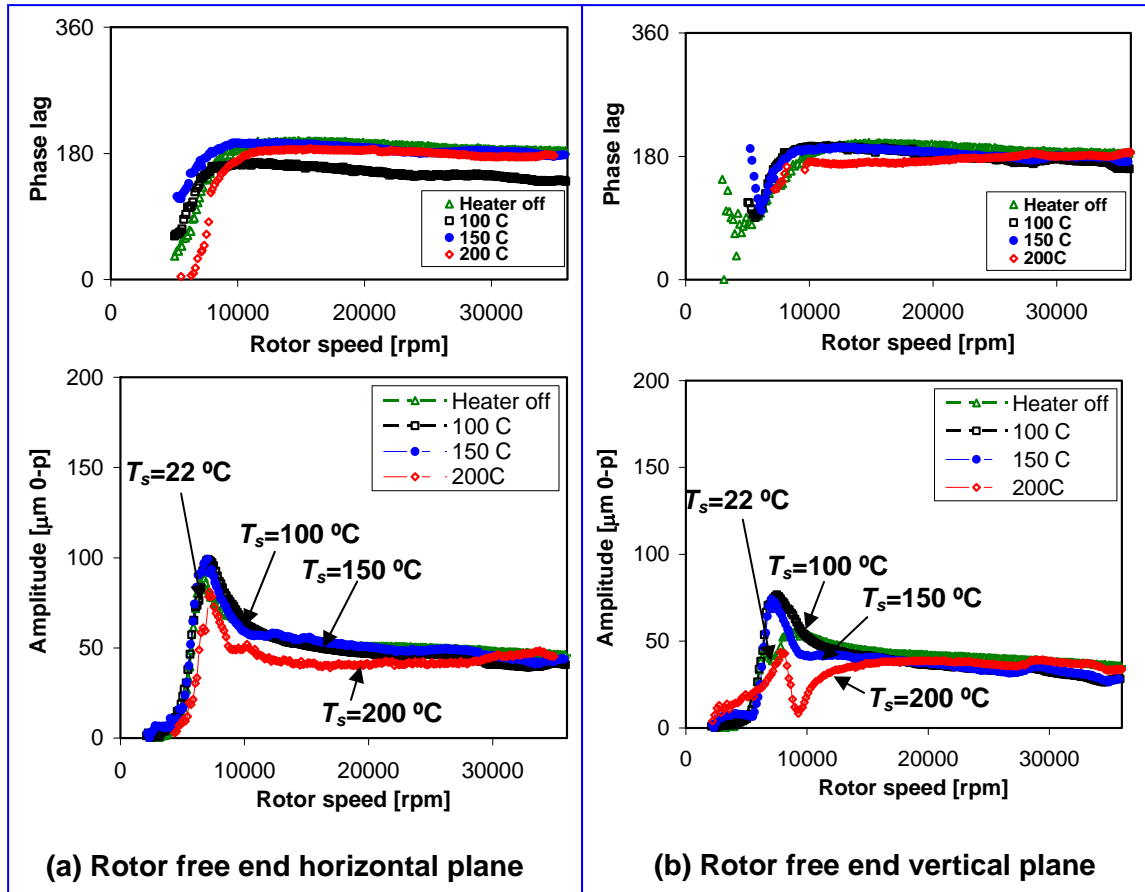 360
180
0
Phase lag
Heater off
100 C
150 C
200 C
0 10000 20000 30000
Rotor speed [rpm]
200
150
100
50
0
Amplitude [μm 0-p]
Heater off
100 C
150 C
200C
Ts=22 ºC
Ts=100 ºC
Ts=150 ºC
Ts=200 ºC
0 10000 20000 30000
Rotor speed [rpm]
(a) Rotor free end horizontal plane
360
180
0
Phase lag
Heater off
100 C
150 C
200C
0 10000 20000 30000
Rotor speed [rpm]
200
150
100
50
0
Amplitude [μm 0-p]
Heater off
100 C
150 C
200C
Ts=22 ºC
Ts=100 ºC
Ts=150 ºC
Ts=200 ºC
0 10000 20000 30000
Rotor speed [rpm]
(b) Rotor free end vertical plane